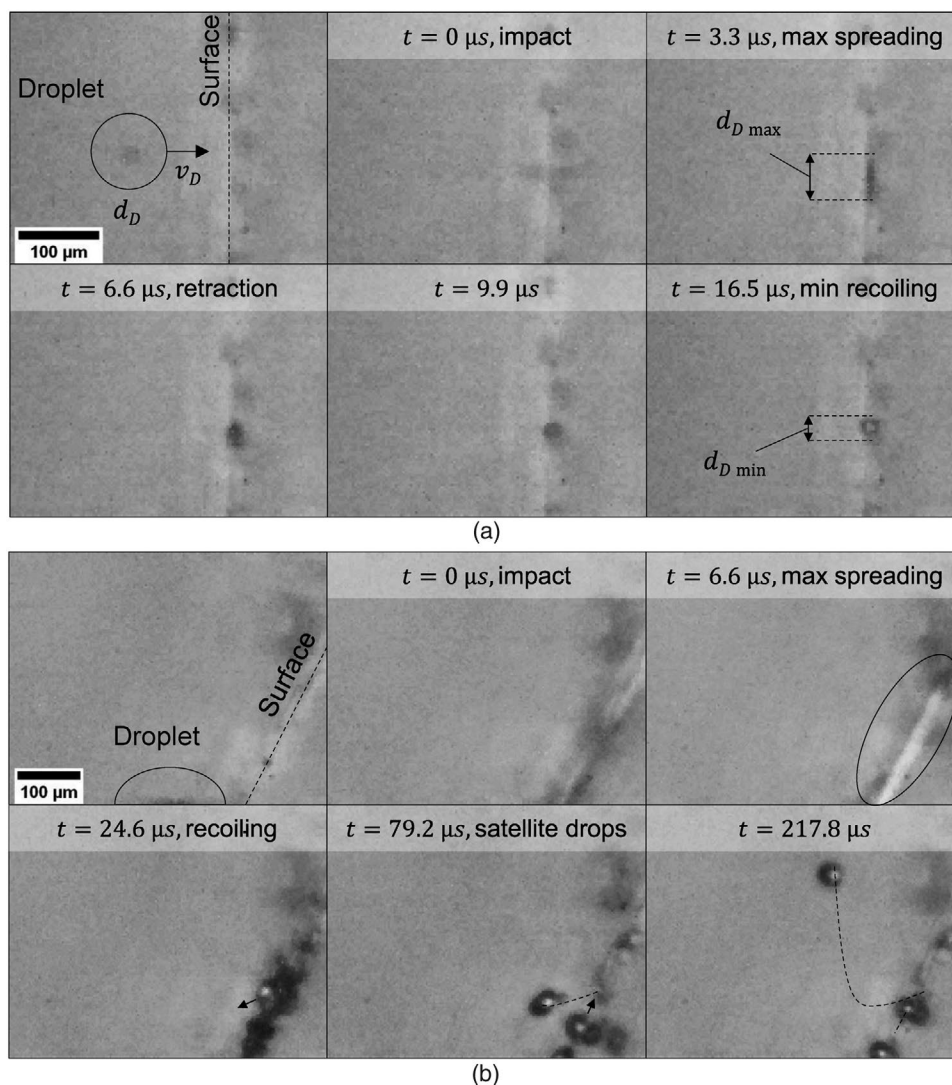 Droplet
Surface
v_D
d_D
100 µm
t = 0 µs, impact
t = 3.3 µs, max spreading
d_D max
t = 6.6 µs, retraction
t = 9.9 µs
t = 16.5 µs, min recoiling
d_D min
(a)
Surface
Droplet
100 µm
t = 0 µs, impact
t = 6.6 µs, max spreading
t = 24.6 µs, recoiling
t = 79.2 µs, satellite drops
t = 217.8 µs
(b)